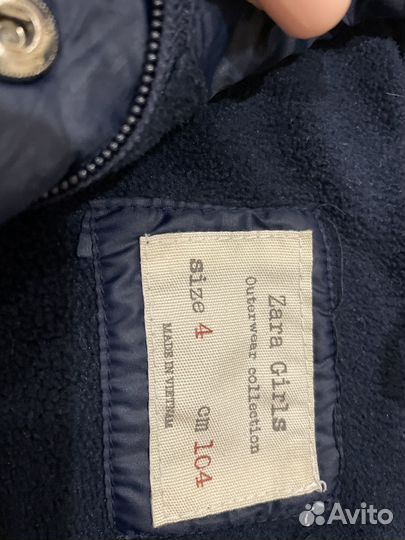 Zara Girls
Outerwear collection
size 4 cm 104
MADE IN VIETNAM
Avito